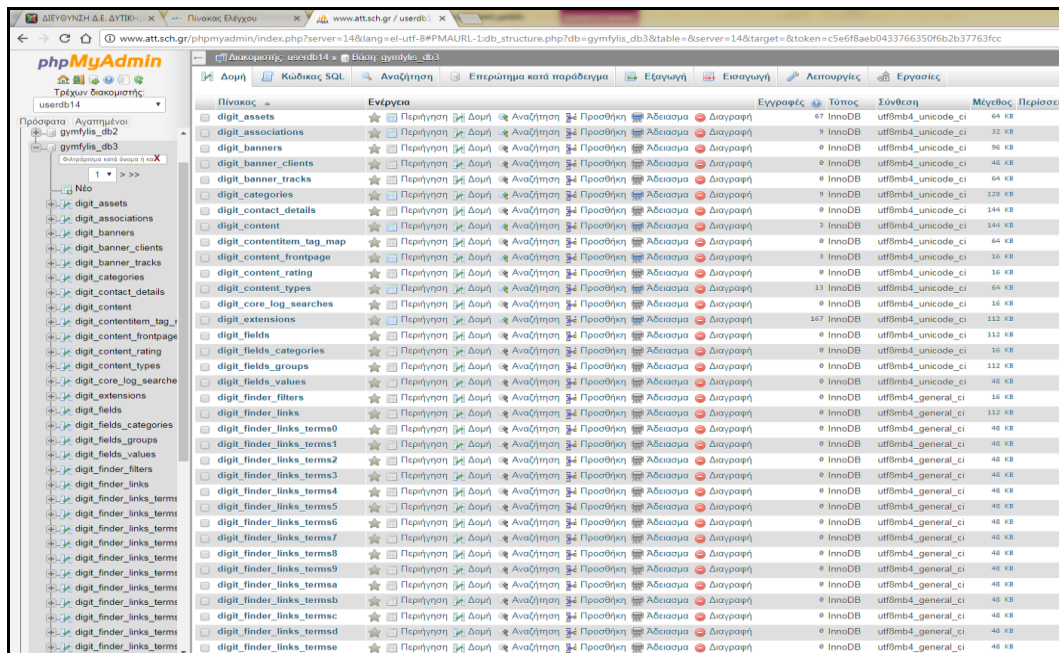 ΔΙΕΥΘΥΝΣΗ Δ.Ε. ΔΥΤΙΚΗ
Πίνακας Ελέγχου
www.att.sch.gr / userdb1
www.att.sch.gr/phpmyadmin/index.php?server=14&lang=el-utf-8#PMAURL-1:db_structure.php?db=gymfylis_db3&table=&server=14&target=&token=c5e6f8aeb0433766350f6b2b37763fcc
phpMyAdmin
Τρέχων διακομιστής:
userdb14
Πρόσφατα Αγαπημένοι
gymfylis_db2
gymfylis_db3
Φιλτράρισμα κατά όνομα ή κα X
1 > >>
Νέο
digit_assets
digit_associations
digit_banners
digit_banner_clients
digit_banner_tracks
digit_categories
digit_contact_details
digit_content
digit_contentitem_tag_r
digit_content_frontpage
digit_content_rating
digit_content_types
digit_core_log_searche
digit_extensions
digit_fields
digit_fields_categories
digit_fields_groups
digit_fields_values
digit_finder_filters
digit_finder_links
digit_finder_links_terms
digit_finder_links_terms
digit_finder_links_terms
digit_finder_links_terms
digit_finder_links_terms
digit_finder_links_terms
digit_finder_links_terms
digit_finder_links_terms
digit_finder_links_terms
digit_finder_links_terms
digit_finder_links_terms
Διακομιστής: userdb14 » Βάση: gymfylis_db3
Δομή Κώδικας SQL Αναζήτηση Επερώτημα κατά παράδειγμα Εξαγωγή Εισαγωγή Λειτουργίες Εργασίες
Πίνακας Ενέργεια Εγγραφές Τύπος Σύνθεση Μέγεθος Περίσσει
digit_assets Περιήγηση Δομή Αναζήτηση Προσθήκη Άδειασμα Διαγραφή 67 InnoDB utf8mb4_unicode_ci 64 KB
digit_associations Περιήγηση Δομή Αναζήτηση Προσθήκη Άδειασμα Διαγραφή 9 InnoDB utf8mb4_unicode_ci 32 KB
digit_banners Περιήγηση Δομή Αναζήτηση Προσθήκη Άδειασμα Διαγραφή 0 InnoDB utf8mb4_unicode_ci 96 KB
digit_banner_clients Περιήγηση Δομή Αναζήτηση Προσθήκη Άδειασμα Διαγραφή 0 InnoDB utf8mb4_unicode_ci 48 KB
digit_banner_tracks Περιήγηση Δομή Αναζήτηση Προσθήκη Άδειασμα Διαγραφή 0 InnoDB utf8mb4_unicode_ci 64 KB
digit_categories Περιήγηση Δομή Αναζήτηση Προσθήκη Άδειασμα Διαγραφή 9 InnoDB utf8mb4_unicode_ci 128 KB
digit_contact_details Περιήγηση Δομή Αναζήτηση Προσθήκη Άδειασμα Διαγραφή 0 InnoDB utf8mb4_unicode_ci 144 KB
digit_content Περιήγηση Δομή Αναζήτηση Προσθήκη Άδειασμα Διαγραφή 3 InnoDB utf8mb4_unicode_ci 144 KB
digit_contentitem_tag_map Περιήγηση Δομή Αναζήτηση Προσθήκη Άδειασμα Διαγραφή 0 InnoDB utf8mb4_unicode_ci 64 KB
digit_content_frontpage Περιήγηση Δομή Αναζήτηση Προσθήκη Άδειασμα Διαγραφή 3 InnoDB utf8mb4_unicode_ci 16 KB
digit_content_rating Περιήγηση Δομή Αναζήτηση Προσθήκη Άδειασμα Διαγραφή 0 InnoDB utf8mb4_unicode_ci 16 KB
digit_content_types Περιήγηση Δομή Αναζήτηση Προσθήκη Άδειασμα Διαγραφή 13 InnoDB utf8mb4_unicode_ci 64 KB
digit_core_log_searches Περιήγηση Δομή Αναζήτηση Προσθήκη Άδειασμα Διαγραφή 0 InnoDB utf8mb4_unicode_ci 16 KB
digit_extensions Περιήγηση Δομή Αναζήτηση Προσθήκη Άδειασμα Διαγραφή 167 InnoDB utf8mb4_unicode_ci 112 KB
digit_fields Περιήγηση Δομή Αναζήτηση Προσθήκη Άδειασμα Διαγραφή 0 InnoDB utf8mb4_unicode_ci 112 KB
digit_fields_categories Περιήγηση Δομή Αναζήτηση Προσθήκη Άδειασμα Διαγραφή 0 InnoDB utf8mb4_unicode_ci 16 KB
digit_fields_groups Περιήγηση Δομή Αναζήτηση Προσθήκη Άδειασμα Διαγραφή 0 InnoDB utf8mb4_unicode_ci 112 KB
digit_fields_values Περιήγηση Δομή Αναζήτηση Προσθήκη Άδειασμα Διαγραφή 0 InnoDB utf8mb4_unicode_ci 48 KB
digit_finder_filters Περιήγηση Δομή Αναζήτηση Προσθήκη Άδειασμα Διαγραφή 0 InnoDB utf8mb4_general_ci 16 KB
digit_finder_links Περιήγηση Δομή Αναζήτηση Προσθήκη Άδειασμα Διαγραφή 0 InnoDB utf8mb4_general_ci 112 KB
digit_finder_links_terms0 Περιήγηση Δομή Αναζήτηση Προσθήκη Άδειασμα Διαγραφή 0 InnoDB utf8mb4_general_ci 48 KB
digit_finder_links_terms1 Περιήγηση Δομή Αναζήτηση Προσθήκη Άδειασμα Διαγραφή 0 InnoDB utf8mb4_general_ci 48 KB
digit_finder_links_terms2 Περιήγηση Δομή Αναζήτηση Προσθήκη Άδειασμα Διαγραφή 0 InnoDB utf8mb4_general_ci 48 KB
digit_finder_links_terms3 Περιήγηση Δομή Αναζήτηση Προσθήκη Άδειασμα Διαγραφή 0 InnoDB utf8mb4_general_ci 48 KB
digit_finder_links_terms4 Περιήγηση Δομή Αναζήτηση Προσθήκη Άδειασμα Διαγραφή 0 InnoDB utf8mb4_general_ci 48 KB
digit_finder_links_terms5 Περιήγηση Δομή Αναζήτηση Προσθήκη Άδειασμα Διαγραφή 0 InnoDB utf8mb4_general_ci 48 KB
digit_finder_links_terms6 Περιήγηση Δομή Αναζήτηση Προσθήκη Άδειασμα Διαγραφή 0 InnoDB utf8mb4_general_ci 48 KB
digit_finder_links_terms7 Περιήγηση Δομή Αναζήτηση Προσθήκη Άδειασμα Διαγραφή 0 InnoDB utf8mb4_general_ci 48 KB
digit_finder_links_terms8 Περιήγηση Δομή Αναζήτηση Προσθήκη Άδειασμα Διαγραφή 0 InnoDB utf8mb4_general_ci 48 KB
digit_finder_links_terms9 Περιήγηση Δομή Αναζήτηση Προσθήκη Άδειασμα Διαγραφή 0 InnoDB utf8mb4_general_ci 48 KB
digit_finder_links_termsa Περιήγηση Δομή Αναζήτηση Προσθήκη Άδειασμα Διαγραφή 0 InnoDB utf8mb4_general_ci 48 KB
digit_finder_links_termsb Περιήγηση Δομή Αναζήτηση Προσθήκη Άδειασμα Διαγραφή 0 InnoDB utf8mb4_general_ci 48 KB
digit_finder_links_termsc Περιήγηση Δομή Αναζήτηση Προσθήκη Άδειασμα Διαγραφή 0 InnoDB utf8mb4_general_ci 48 KB
digit_finder_links_termsd Περιήγηση Δομή Αναζήτηση Προσθήκη Άδειασμα Διαγραφή 0 InnoDB utf8mb4_general_ci 48 KB
digit_finder_links_termse Περιήγηση Δομή Αναζήτηση Προσθήκη Άδειασμα Διαγραφή 0 InnoDB utf8mb4_general_ci 48 KB